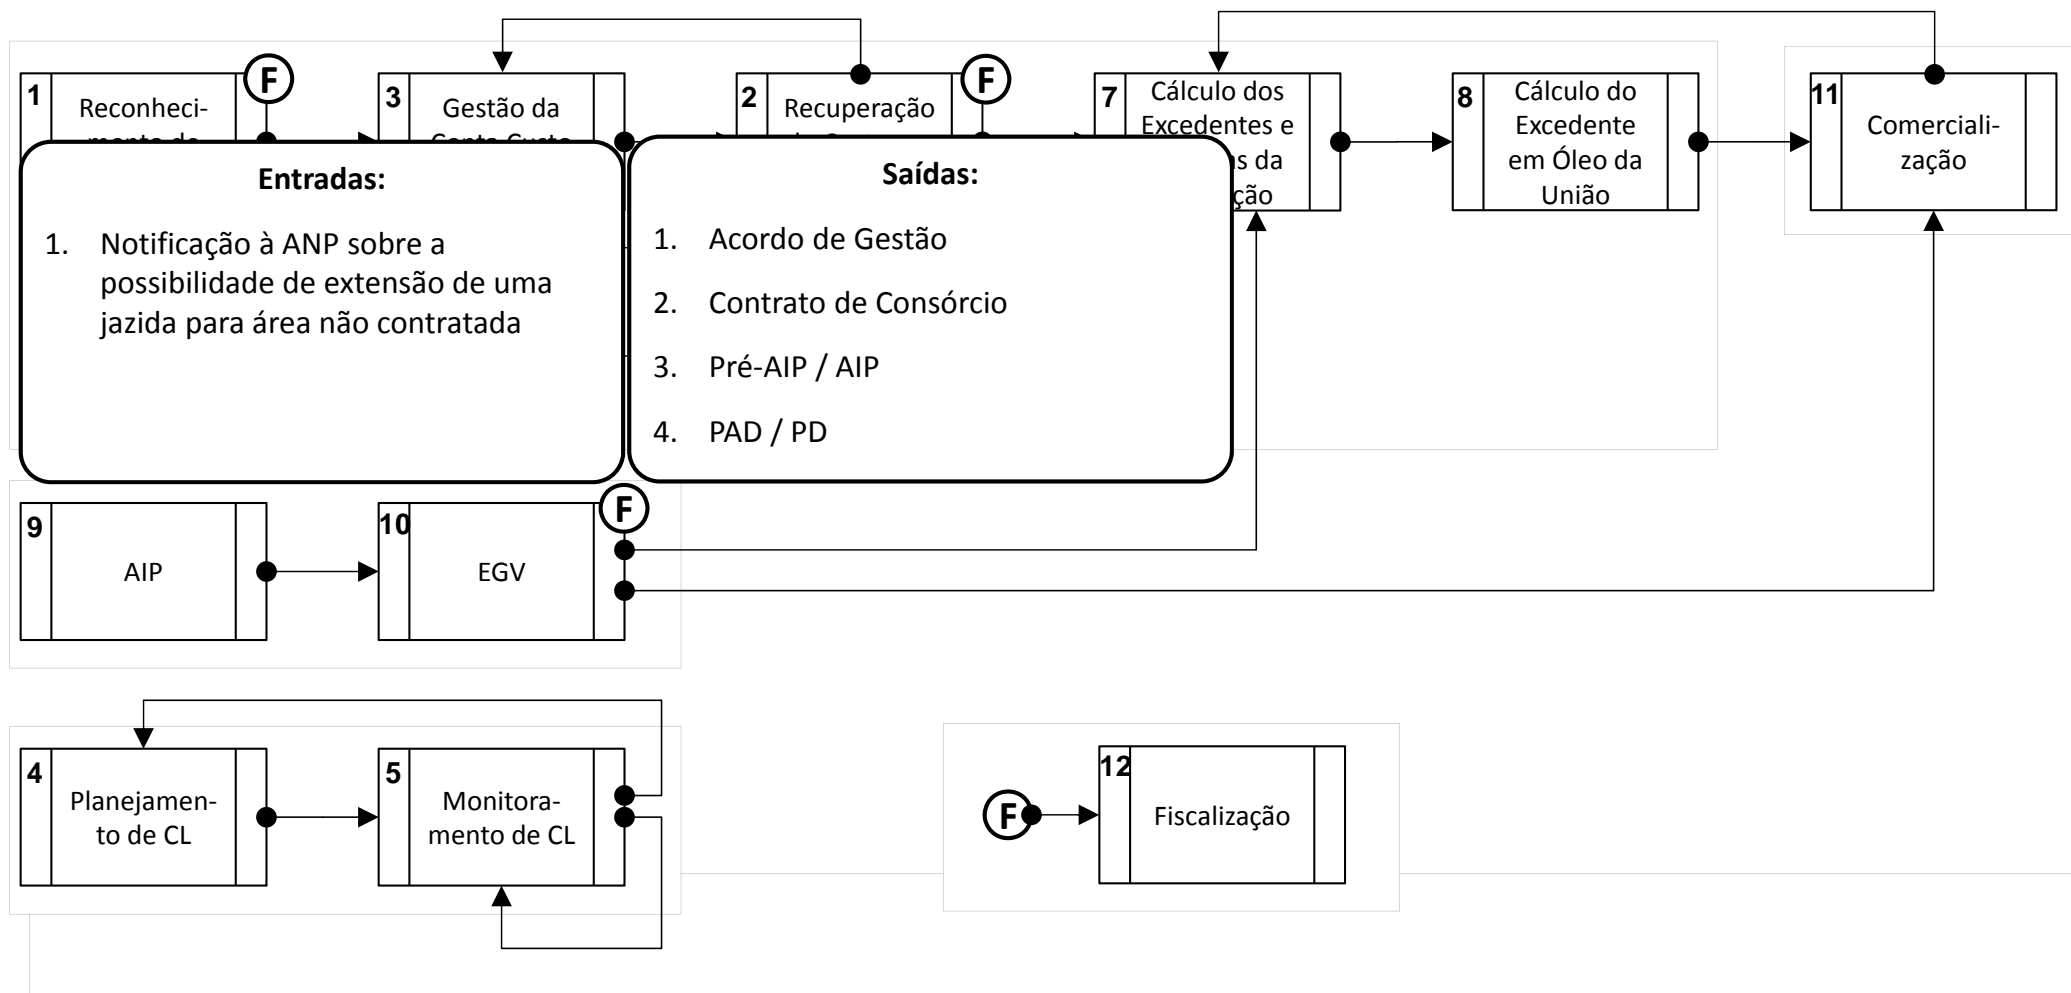 1
Reconheci-
F
3
Gestão da
2
Recuperação
F
7
Cálculo dos
Excedentes e
da
8
Cálculo do
Excedente
em Óleo da
União
11
Comerciali-
zação
Entradas:
1. Notificação à ANP sobre a
possibilidade de extensão de uma
jazida para área não contratada
Saídas:
1. Acordo de Gestão
2. Contrato de Consórcio
3. Pré-AIP / AIP
4. PAD / PD
9
AIP
10
EGV
F
4
Planejamen-
to de CL
5
Monitora-
mento de CL
F
12
Fiscalização